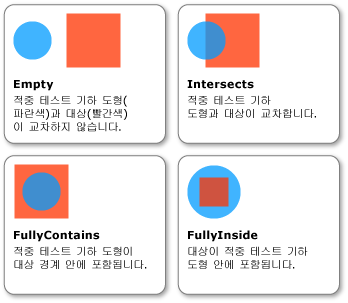 Empty
적중 테스트 기하 도형(
파란색)과 대상(빨간색)
이 교차하지 않습니다.
Intersects
적중 테스트 기하
도형과 대상이 교차합니다.
FullyContains
적중 테스트 기하 도형이
대상 경계 안에 포함됩니다.
FullyInside
대상이 적중 테스트 기하
도형 안에 포함됩니다.